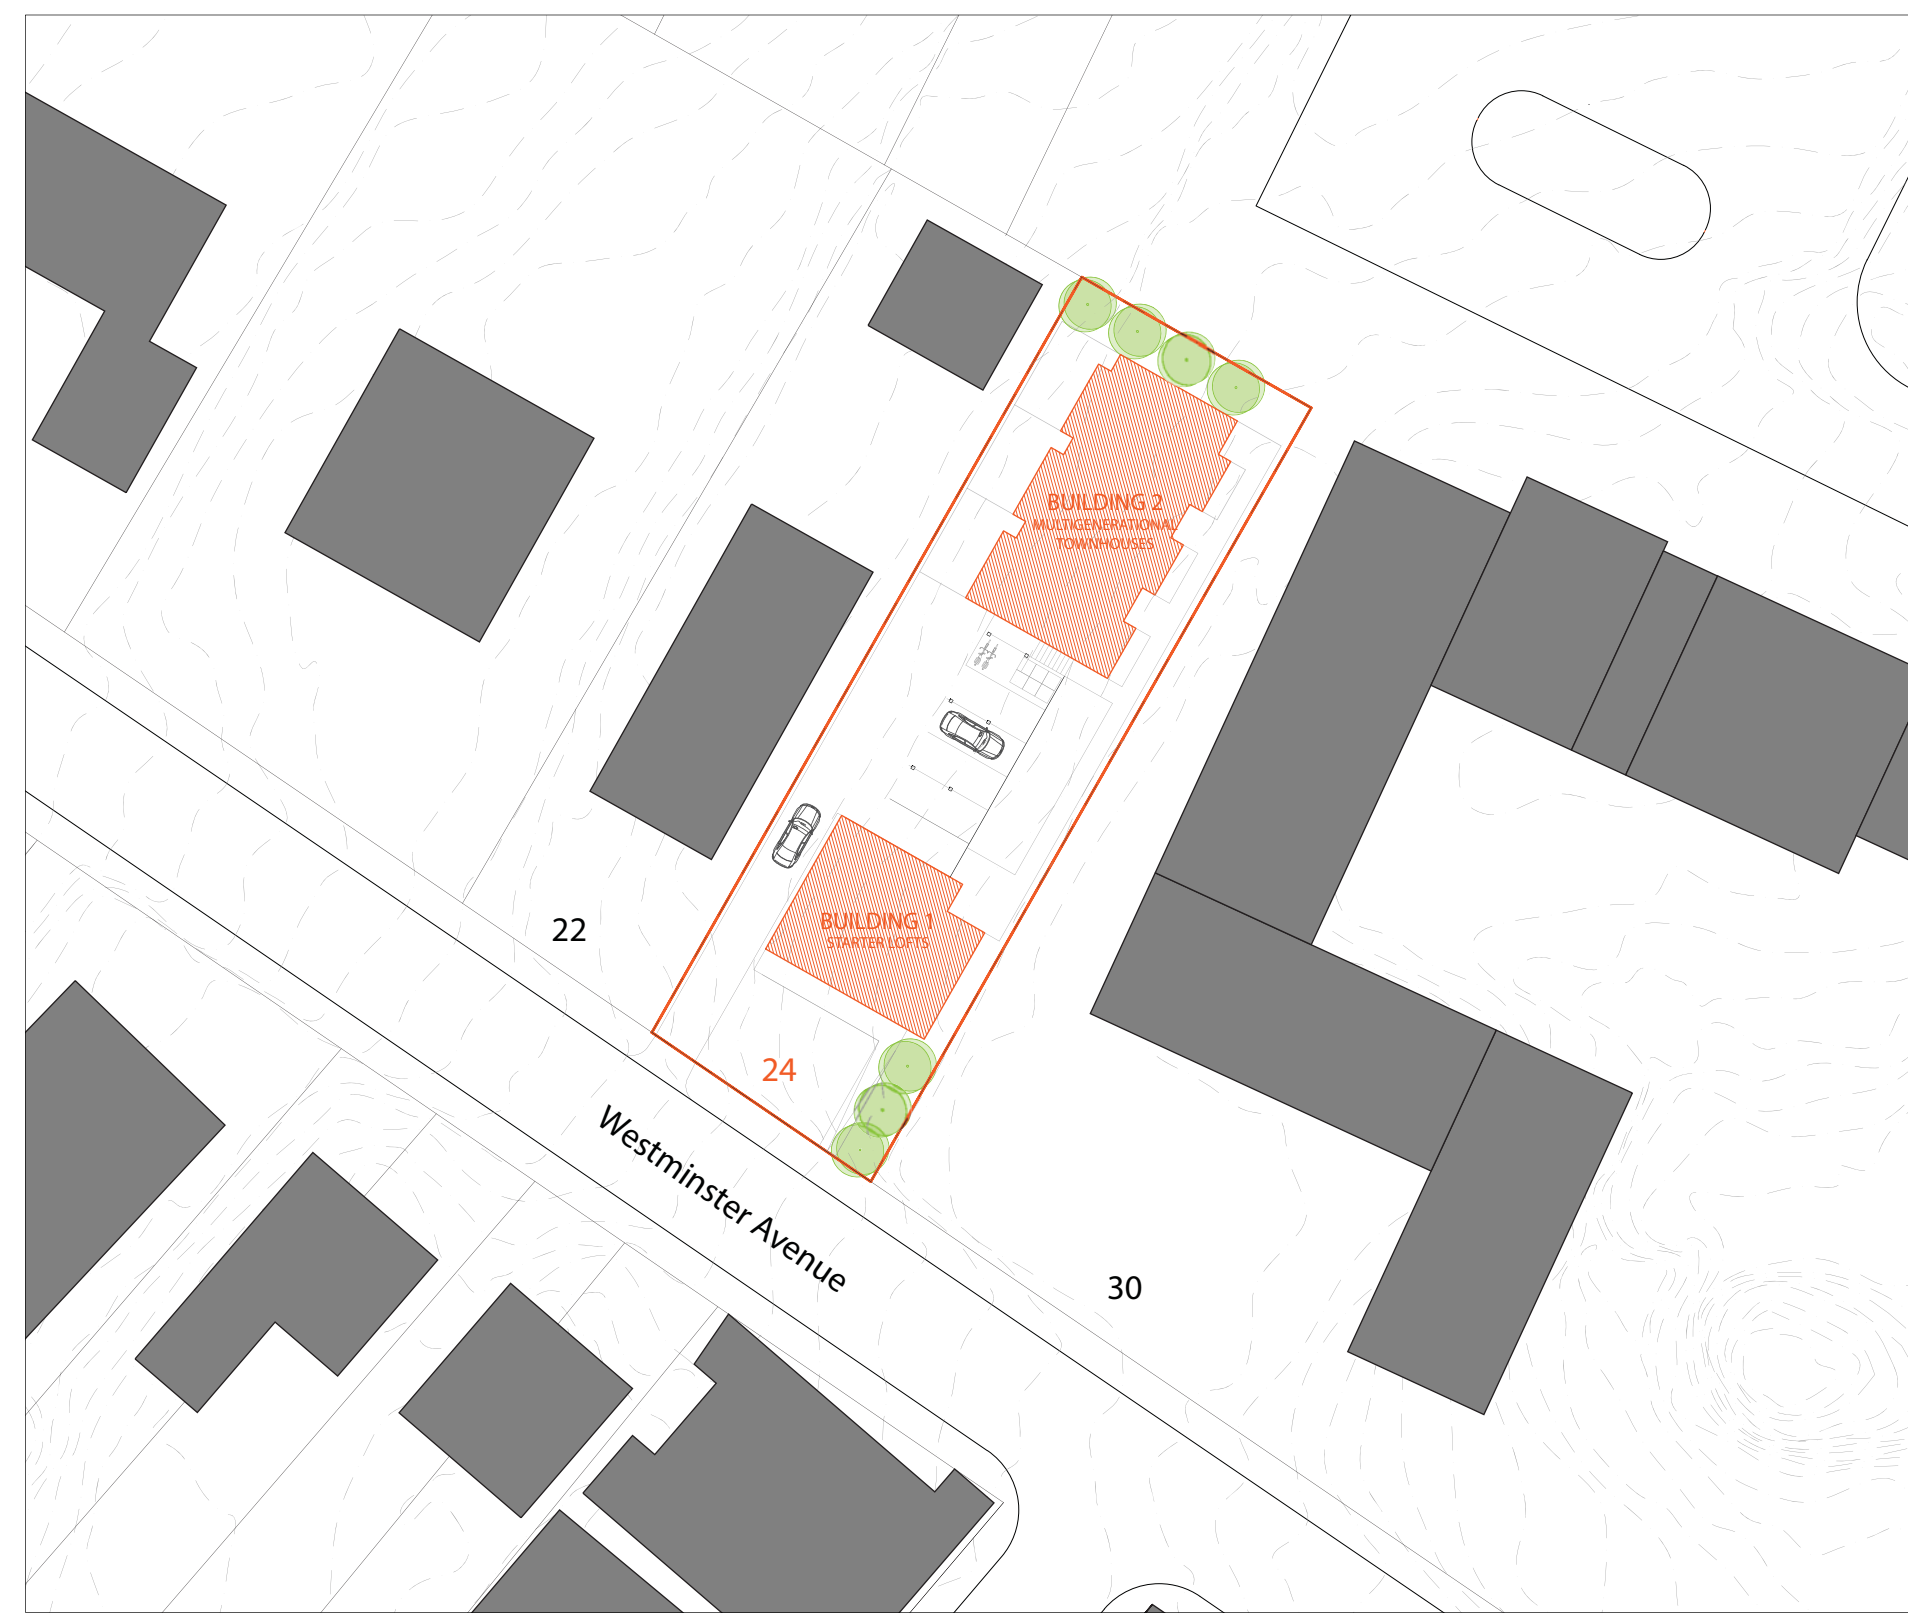 BUILDING 2
MULTIGENERATIONAL
TOWNHOUSES
BUILDING 1
STARTER LOFTS
22
24
Westminster Avenue
30